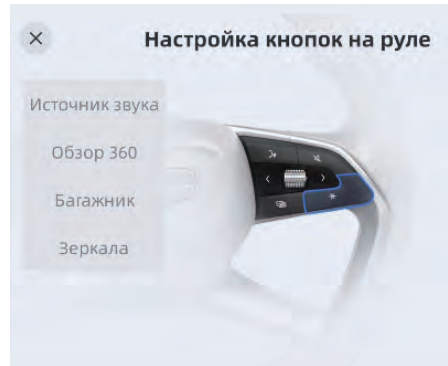 Настройка кнопок на руле
Источник звука
Обзор 360
Багажник
Зеркала